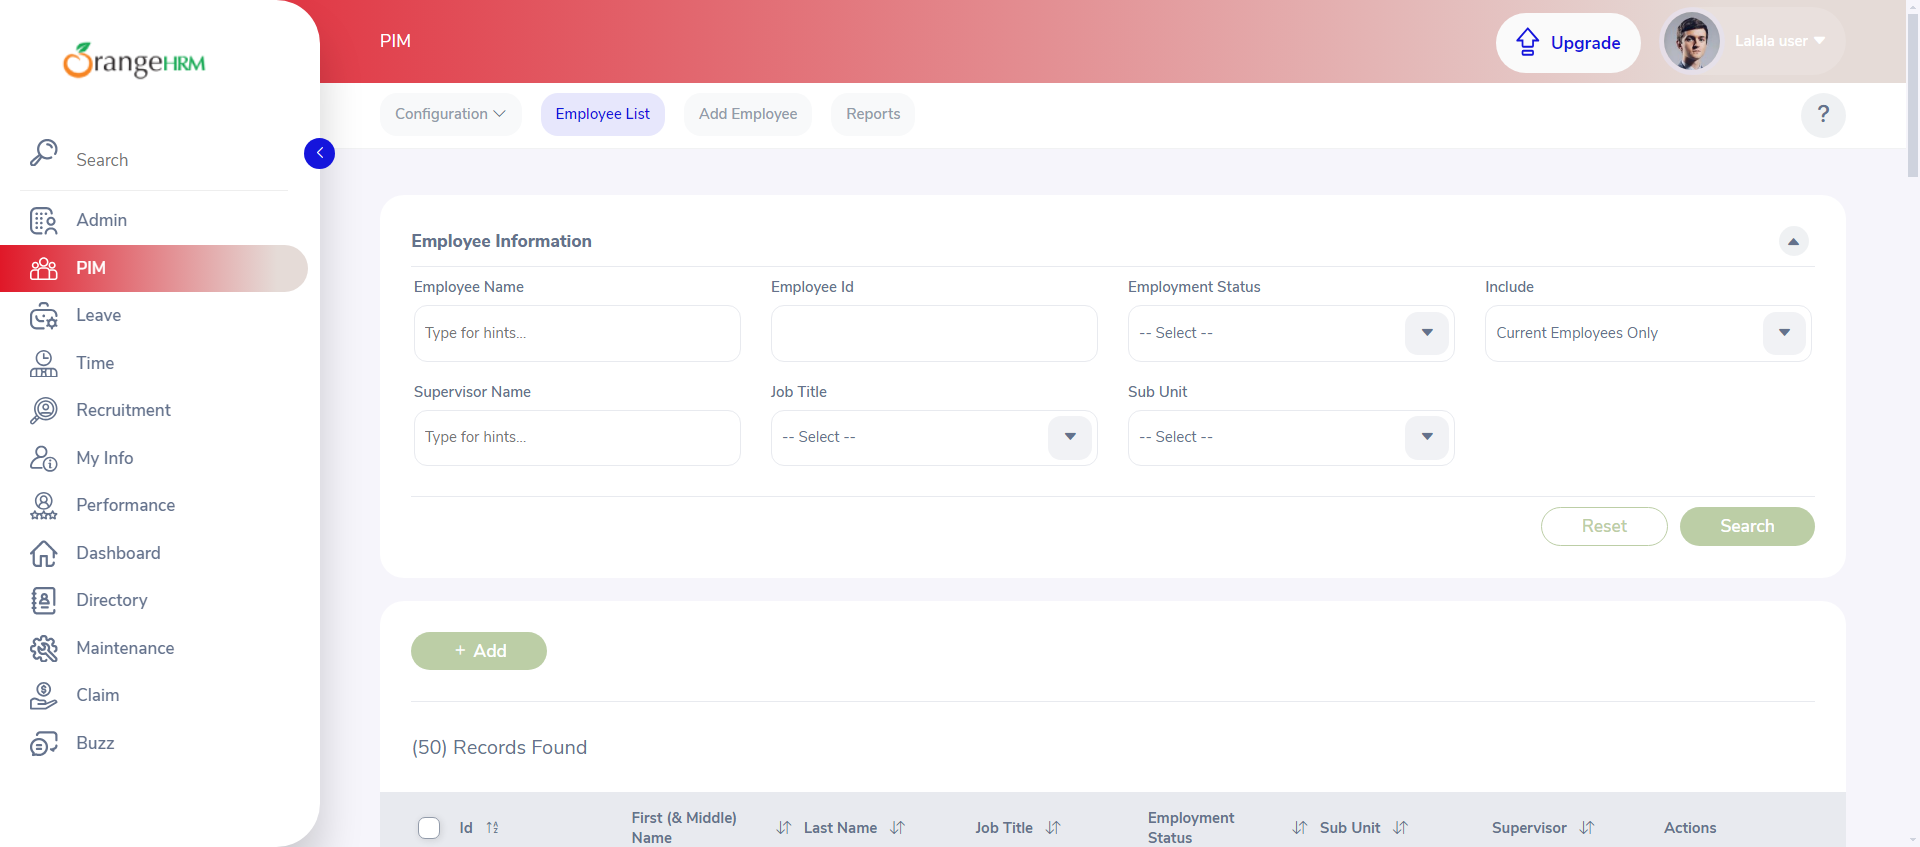 OrangeHRM
PIM
Upgrade
Lalala user
Configuration
Employee List
Add Employee
Reports
?
Search
Admin
PIM
Leave
Time
Recruitment
My Info
Performance
Dashboard
Directory
Maintenance
Claim
Buzz
Employee Information
Employee Name
Employee Id
Employment Status
Include
Type for hints...
-- Select --
Current Employees Only
Supervisor Name
Job Title
Sub Unit
Type for hints...
-- Select --
-- Select --
Reset
Search
+ Add
(50) Records Found
Id
First (& Middle)
Name
Last Name
Job Title
Employment
Status
Sub Unit
Supervisor
Actions